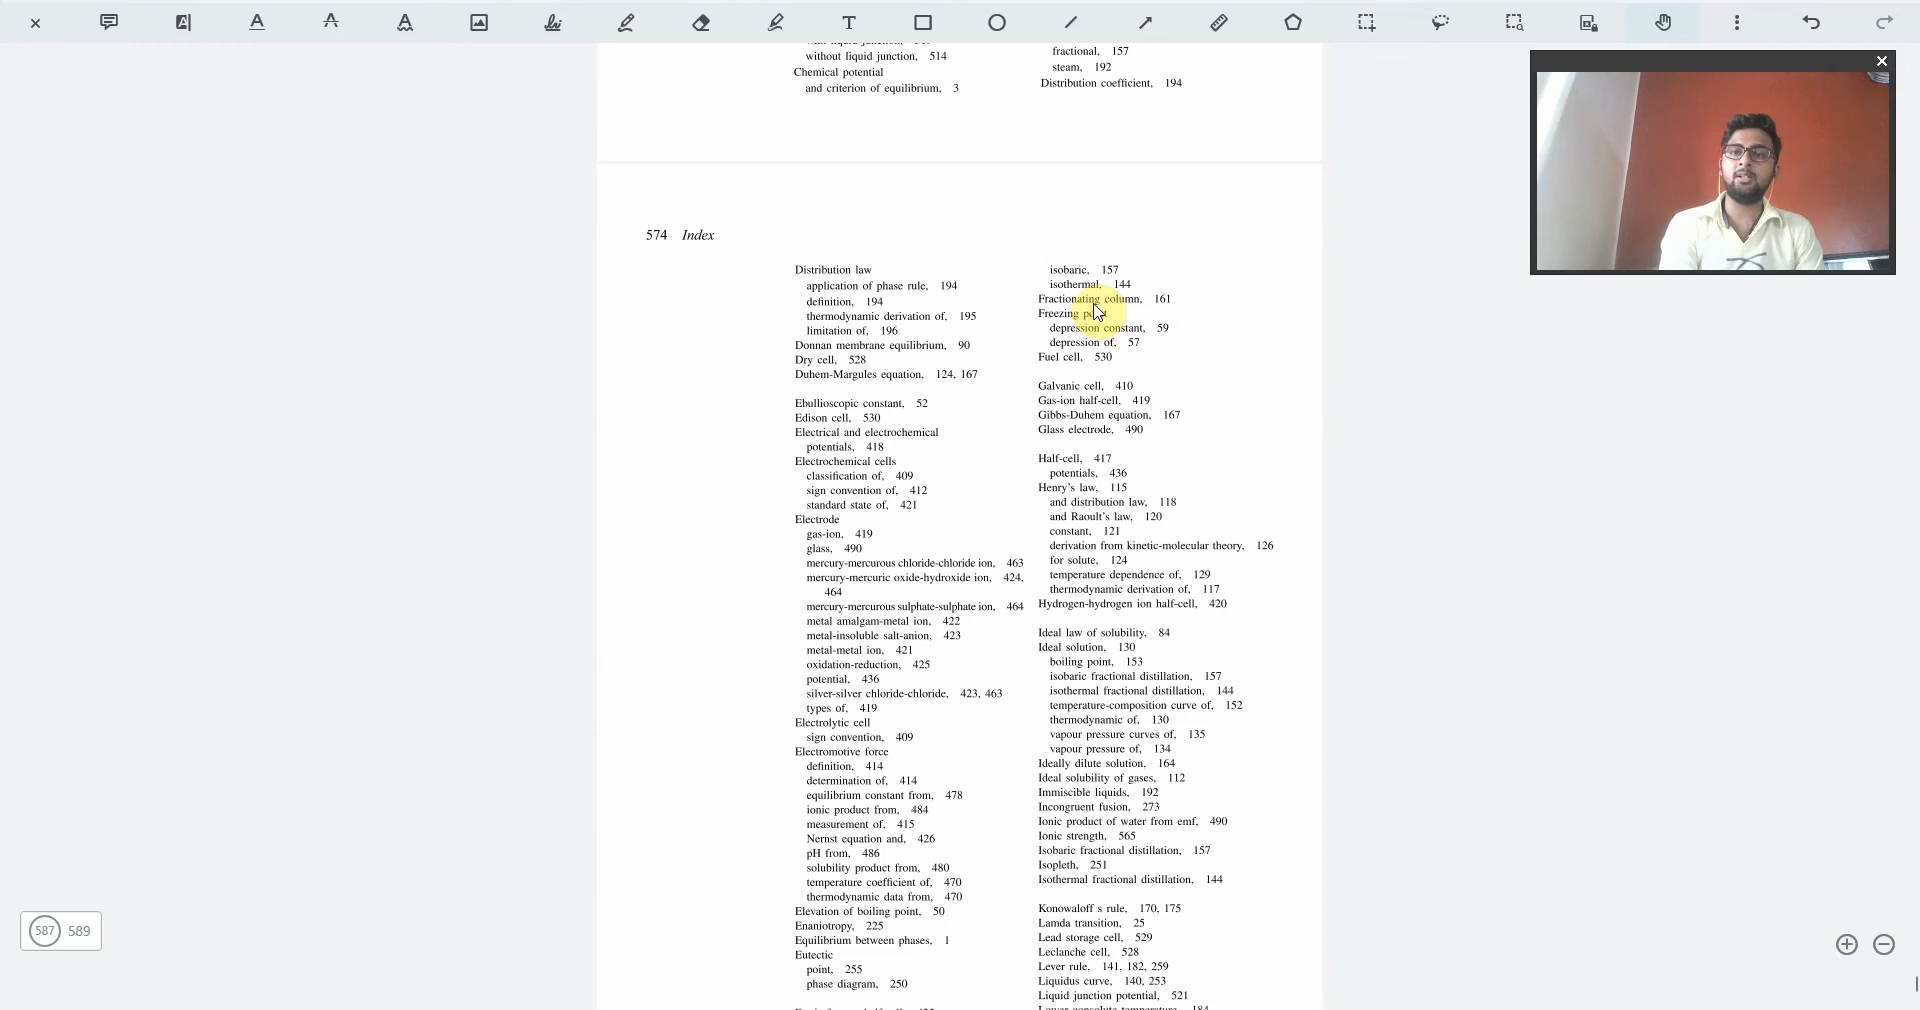 without liquid junction, 514
Chemical potential
and criterion of equilibrium, 3
fractional, 157
steam, 192
Distribution coefficient, 194
574 Index
Distribution law
application of phase rule, 194
definition, 194
thermodynamic derivation of, 195
limitation of, 196
Donnan membrane equilibrium, 90
Dry cell, 528
Duhem-Margules equation, 124, 167
Ebullioscopic constant, 52
Edison cell, 530
Electrical and electrochemical
potentials, 418
Electrochemical cells
classification of, 409
sign convention of, 412
standard state of, 421
Electrode
gas-ion, 419
glass, 490
mercury-mercurous chloride-chloride ion, 463
mercury-mercuric oxide-hydroxide ion, 424,
464
mercury-mercurous sulphate-sulphate ion, 464
metal amalgam-metal ion, 422
metal-insoluble salt-anion, 423
metal-metal ion, 421
oxidation-reduction, 425
potential, 436
silver-silver chloride-chloride, 423, 463
types of, 419
Electrolytic cell
sign convention, 409
Electromotive force
definition, 414
determination of, 414
equilibrium constant from, 478
ionic product from, 484
measurement of, 415
Nernst equation and, 426
pH from, 486
solubility product from, 480
temperature coefficient of, 470
thermodynamic data from, 470
Elevation of boiling point, 50
Enaniotropy, 225
Equilibrium between phases, 1
Eutectic
point, 255
phase diagram, 250
isobaric, 157
isothermal, 144
Fractionating column, 161
Freezing point
depression constant, 59
depression of, 57
Fuel cell, 530
Galvanic cell, 410
Gas-ion half-cell, 419
Gibbs-Duhem equation, 167
Glass electrode, 490
Half-cell, 417
potentials, 436
Henry's law, 115
and distribution law, 118
and Raoult's law, 120
constant, 121
derivation from kinetic-molecular theory, 126
for solute, 124
temperature dependence of, 129
thermodynamic derivation of, 117
Hydrogen-hydrogen ion half-cell, 420
Ideal law of solubility, 84
Ideal solution, 130
boiling point, 153
isobaric fractional distillation, 157
isothermal fractional distillation, 144
temperature-composition curve of, 152
thermodynamic of, 130
vapour pressure curves of, 135
vapour pressure of, 134
Ideally dilute solution, 164
Ideal solubility of gases, 112
Immiscible liquids, 192
Incongruent fusion, 273
Ionic product of water from emf, 490
Ionic strength, 565
Isobaric fractional distillation, 157
Isopleth, 251
Isothermal fractional distillation, 144
Konowaloff s rule, 170, 175
Lamda transition, 25
Lead storage cell, 529
Leclanche cell, 528
Lever rule, 141, 182, 259
Liquidus curve, 140, 253
Liquid junction potential, 521
587 589